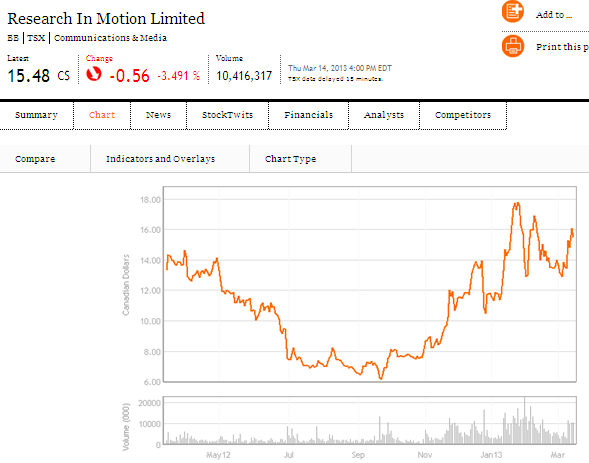 Research In Motion Limited
BB | TSX | Communications & Media
Add to ...
Print this p
Latest
15.48 C$
Change
-0.56 -3.491 %
Volume
10,416,317
Thu Mar 14, 2013 4:00 PM EDT
TSX data delayed 15 minutes.
Summary Chart News StockTwits Financials Analysts Competitors
Compare Indicators and Overlays Chart Type
Canadian Dollars
18.00
16.00
14.00
12.00
10.00
8.00
6.00
Volume (000)
20000
10000
0
May12 Jul Sep Nov Jan13 Mar